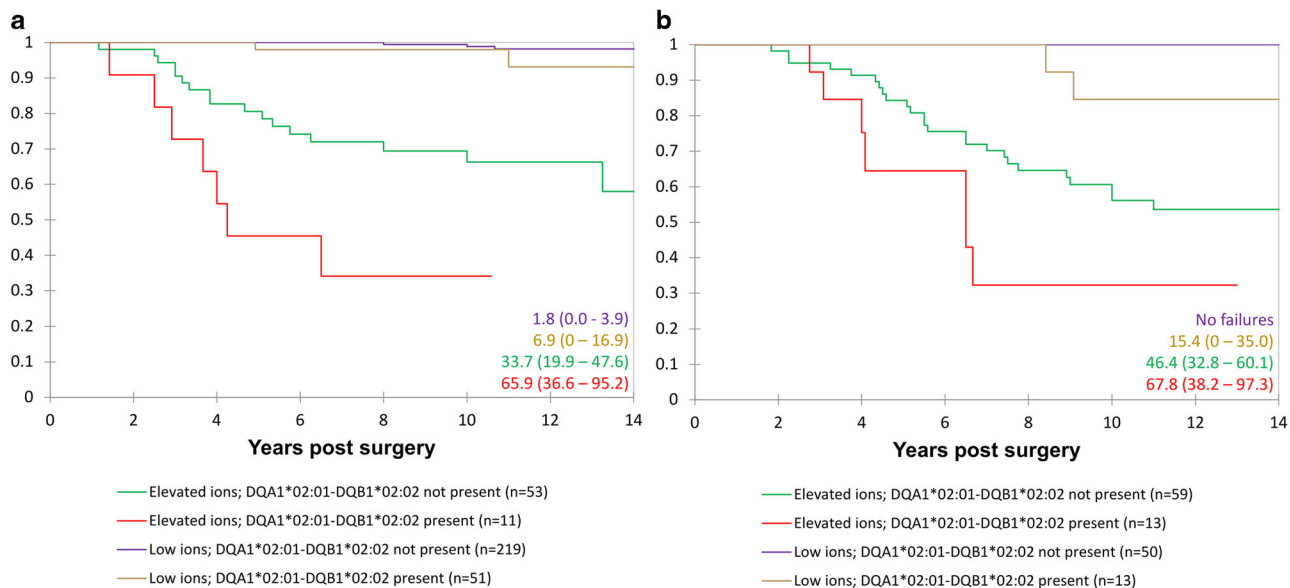 a
1
0.9
0.8
0.7
0.6
0.5
0.4
0.3
0.2
0.1
0
0 2 4 6 8 10 12 14
1.8 (0.0 - 3.9)
6.9 (0 – 16.9)
33.7 (19.9 – 47.6)
65.9 (36.6 – 95.2)
Years post surgery
Elevated ions; DQA1*02:01-DQB1*02:02 not present (n=53)
Elevated ions; DQA1*02:01-DQB1*02:02 present (n=11)
Low ions; DQA1*02:01-DQB1*02:02 not present (n=219)
Low ions; DQA1*02:01-DQB1*02:02 present (n=51)
b
1
0.9
0.8
0.7
0.6
0.5
0.4
0.3
0.2
0.1
0
0 2 4 6 8 10 12 14
No failures
15.4 (0 – 35.0)
46.4 (32.8 – 60.1)
67.8 (38.2 – 97.3)
Years post surgery
Elevated ions; DQA1*02:01-DQB1*02:02 not present (n=59)
Elevated ions; DQA1*02:01-DQB1*02:02 present (n=13)
Low ions; DQA1*02:01-DQB1*02:02 not present (n=50)
Low ions; DQA1*02:01-DQB1*02:02 present (n=13)